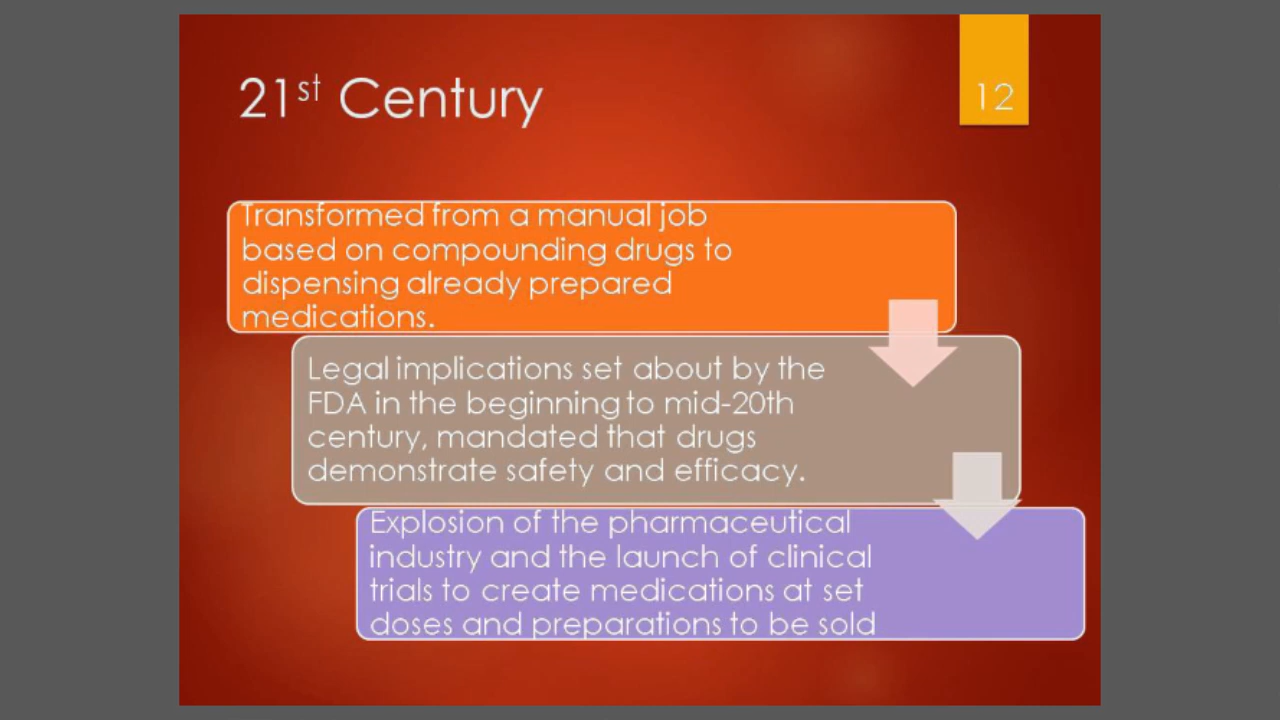 21st Century
12
Transformed from a manual job
based on compounding drugs to
dispensing already prepared
medications.
Legal implications set about by the
FDA in the beginning to mid-20th
century, mandated that drugs
demonstrate safety and efficacy.
Explosion of the pharmaceutical
industry and the launch of clinical
trials to create medications at set
doses and preparations to be sold